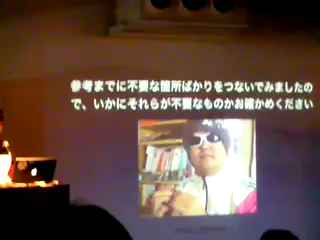 参考までに不要な箇所ばかりをつないでみましたの
で、いかにそれらが不要なものかお確かめください